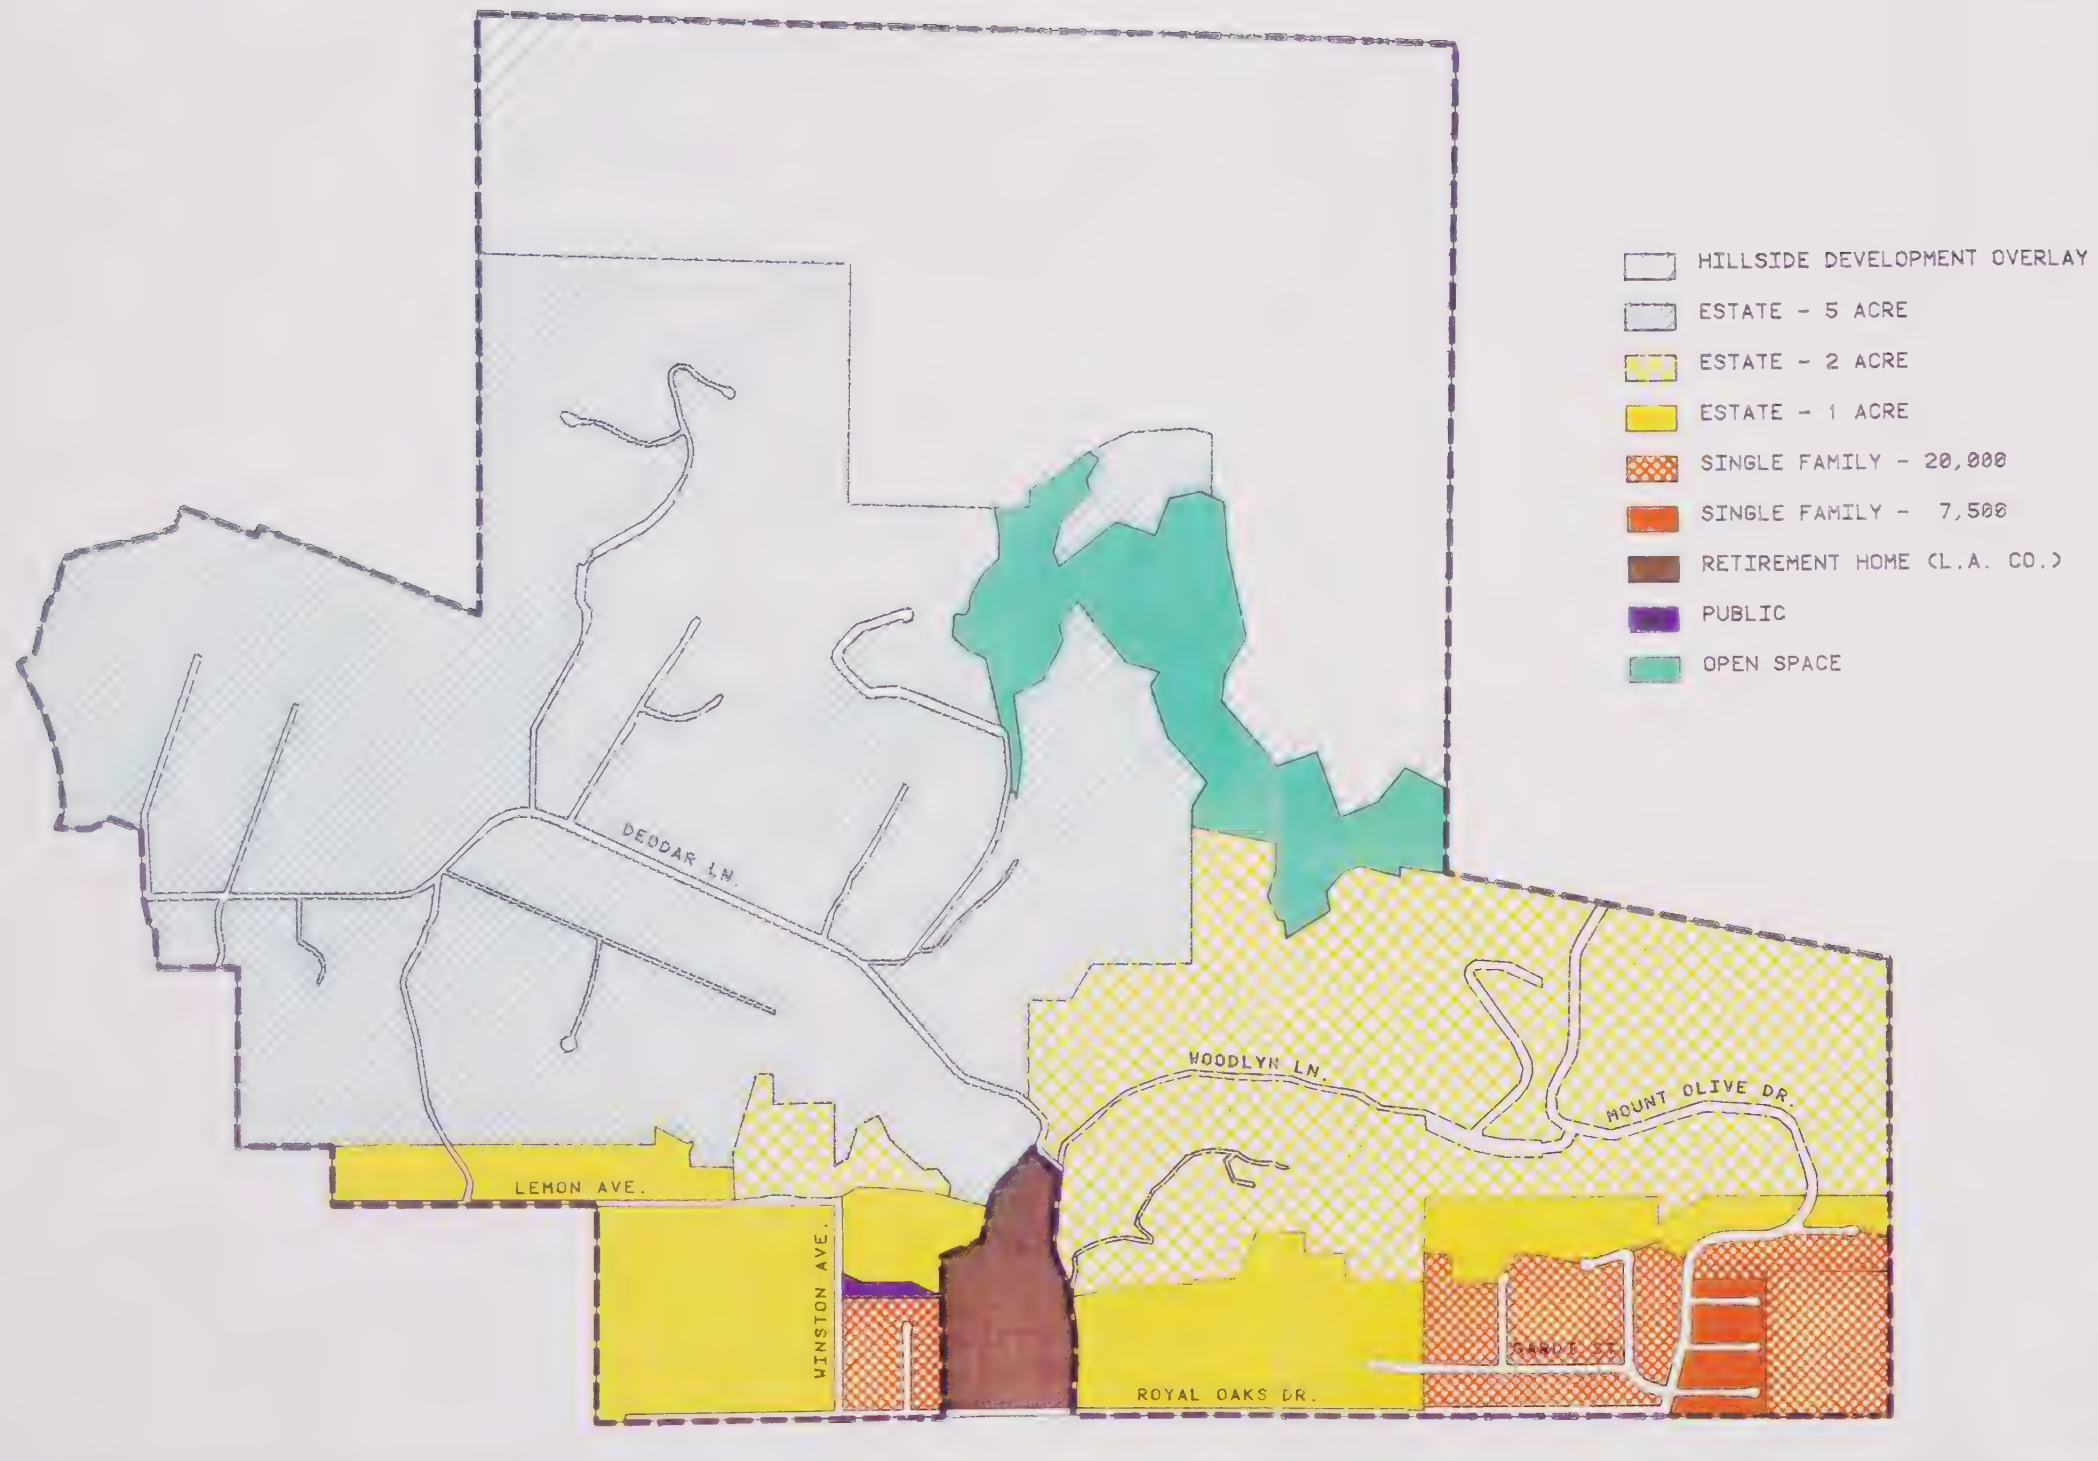 HILLSIDE DEVELOPMENT OVERLAY
ESTATE - 5 ACRE
ESTATE - 2 ACRE
ESTATE - 1 ACRE
SINGLE FAMILY - 20,000
SINGLE FAMILY - 7,500
RETIREMENT HOME (L.A. CO.)
PUBLIC
OPEN SPACE
DEODAR LN.
WOODLYN LN.
MOUNT OLIVE DR.
LEMON AVE.
WINSTON AVE.
GARDI ST.
ROYAL OAKS DR.